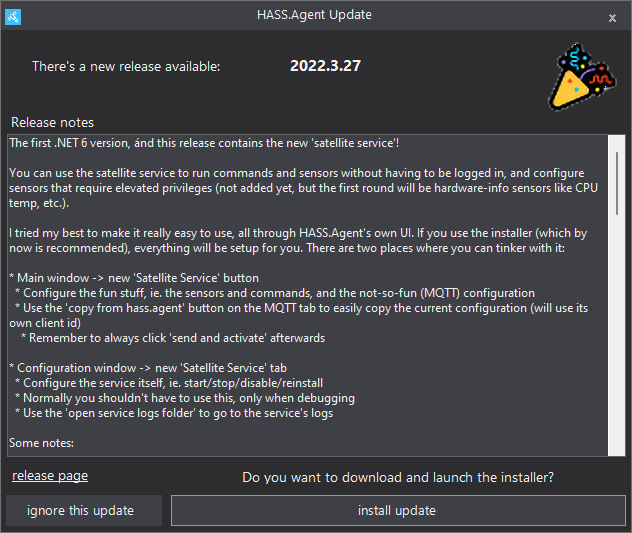 HASS.Agent Update
x
There's a new release available:
2022.3.27
Release notes
The first .NET 6 version, ánd this release contains the new 'satellite service'!
You can use the satellite service to run commands and sensors without having to be logged in, and configure
sensors that require elevated privileges (not added yet, but the first round will be hardware-info sensors like CPU
temp, etc.).
I tried my best to make it really easy to use, all through HASS.Agent's own UI. If you use the installer (which by
now is recommended), everything will be setup for you. There are two places where you can tinker with it:
* Main window -> new 'Satellite Service' button
* Configure the fun stuff, ie. the sensors and commands, and the not-so-fun (MQTT) configuration
* Use the 'copy from hass.agent' button on the MQTT tab to easily copy the current configuration (will use its
own client id)
* Remember to always click 'send and activate' afterwards
* Configuration window -> new 'Satellite Service' tab
* Configure the service itself, ie. start/stop/disable/reinstall
* Normally you shouldn't have to use this, only when debugging
* Use the 'open service logs folder' to go to the service's logs
Some notes:
release page
Do you want to download and launch the installer?
ignore this update
install update